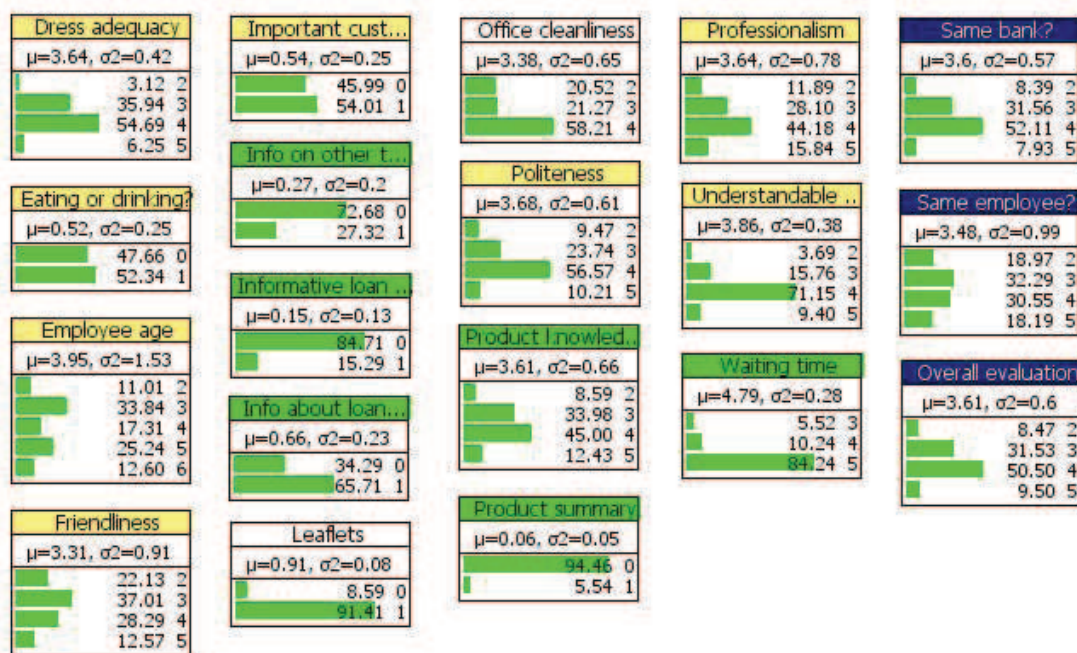 Dress adequacy
μ=3.64, σ2=0.42
3.12 2
35.94 3
54.69 4
6.25 5
Eating or drinking?
μ=0.52, σ2=0.25
47.66 0
52.34 1
Employee age
μ=3.95, σ2=1.53
11.01 2
33.84 3
17.31 4
25.24 5
12.60 6
Friendliness
μ=3.31, σ2=0.91
22.13 2
37.01 3
28.29 4
12.57 5
Important cust...
μ=0.54, σ2=0.25
45.99 0
54.01 1
Info on other t...
μ=0.27, σ2=0.2
72.68 0
27.32 1
Informative loan ...
μ=0.15, σ2=0.13
84.71 0
15.29 1
Info about loan...
μ=0.66, σ2=0.23
34.29 0
65.71 1
Leaflets
μ=0.91, σ2=0.08
8.59 0
91.41 1
Office cleanliness
μ=3.38, σ2=0.65
20.52 2
21.27 3
58.21 4
Politeness
μ=3.68, σ2=0.61
9.47 2
23.74 3
56.57 4
10.21 5
Product knowled...
μ=3.61, σ2=0.66
8.59 2
33.98 3
45.00 4
12.43 5
Product summary
μ=0.06, σ2=0.05
94.46 0
5.54 1
Professionalism
μ=3.64, σ2=0.78
11.89 2
28.10 3
44.18 4
15.84 5
Understandable ..
μ=3.86, σ2=0.38
3.69 2
15.76 3
71.15 4
9.40 5
Waiting time
μ=4.79, σ2=0.28
5.52 3
10.24 4
84.24 5
Same bank?
μ=3.6, σ2=0.57
8.39 2
31.56 3
52.11 4
7.93 5
Same employee?
μ=3.48, σ2=0.99
18.97 2
32.29 3
30.55 4
18.19 5
Overall evaluation
μ=3.61, σ2=0.6
8.47 2
31.53 3
50.50 4
9.50 5